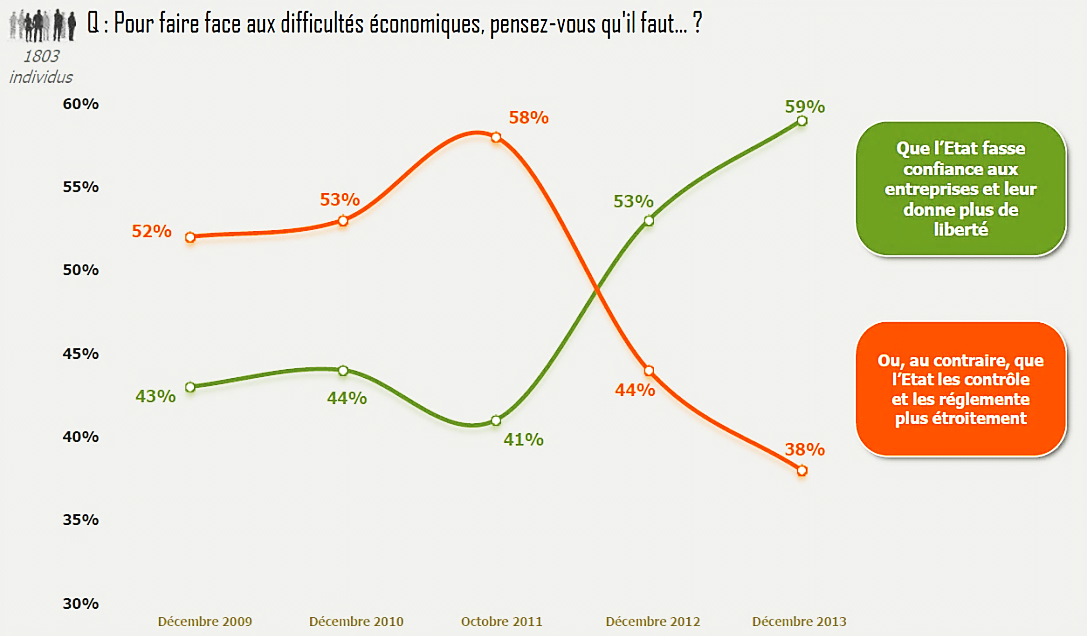 Q : Pour faire face aux difficultés économiques, pensez-vous qu'il faut... ?
1803
individus
60%
55%
50%
45%
40%
35%
30%
52%
53%
58%
44%
38%
43%
44%
41%
53%
59%
Que l’Etat fasse
confiance aux
entreprises et leur
donne plus de
liberté
Ou, au contraire, que
l’Etat les contrôle
et les réglemente
plus étroitement
Décembre 2009
Décembre 2010
Octobre 2011
Décembre 2012
Décembre 2013